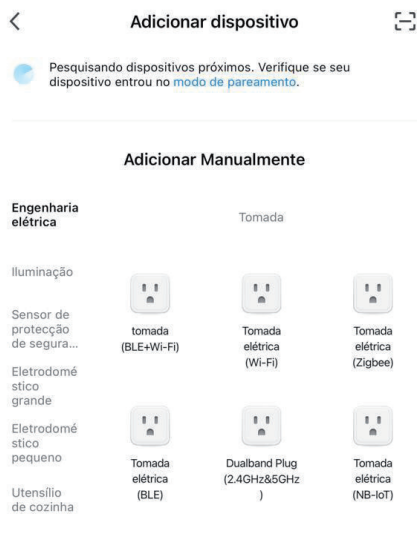 Adicionar dispositivo
Pesquisando dispositivos próximos. Verifique se seu
dispositivo entrou no modo de pareamento.
Adicionar Manualmente
Engenharia
elétrica
Iluminação
Sensor de
protecção
de segura...
Eletrodomé
stico
grande
Eletrodomé
stico
pequeno
Utensílio
de cozinha
Tomada
tomada
(BLE+Wi-Fi)
Tomada
elétrica
(Wi-Fi)
Tomada
elétrica
(Zigbee)
Tomada
elétrica
(BLE)
Dualband Plug
(2.4GHz&5GHz
)
Tomada
elétrica
(NB-IoT)